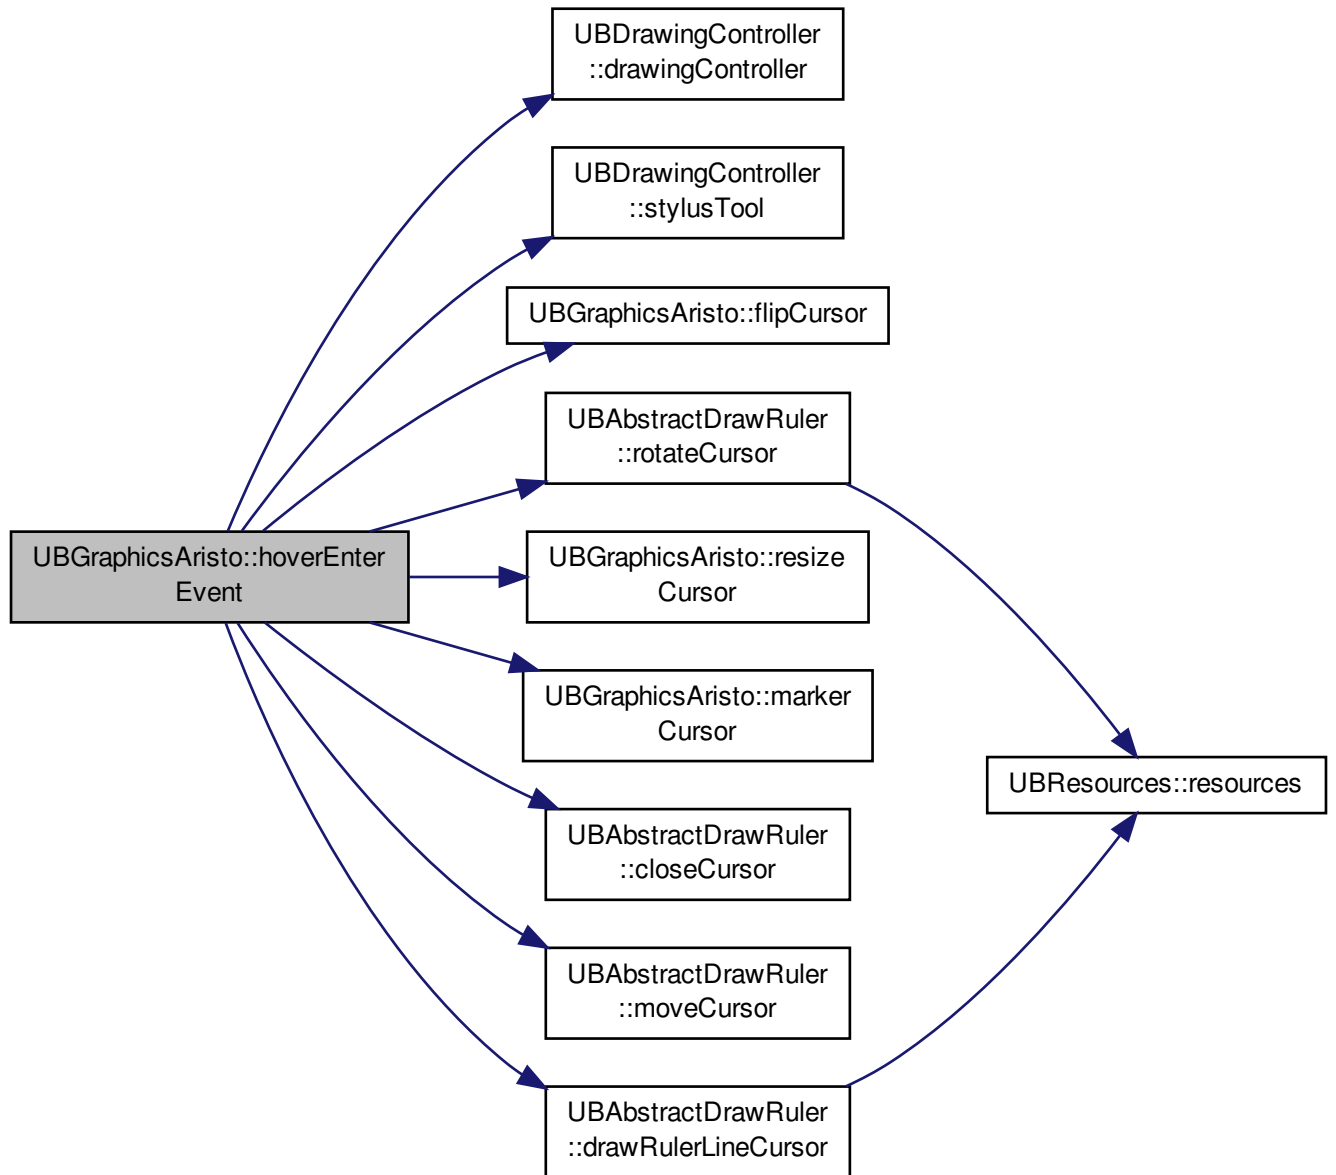 UBDrawingController
::drawingController
UBDrawingController
::stylusTool
UBGraphicsAristo::flipCursor
UBAbstractDrawRuler
::rotateCursor
UBGraphicsAristo::hoverEnter
Event
UBGraphicsAristo::resize
Cursor
UBGraphicsAristo::marker
Cursor
UBResources::resources
UBAbstractDrawRuler
::closeCursor
UBAbstractDrawRuler
::moveCursor
UBAbstractDrawRuler
::drawRulerLineCursor